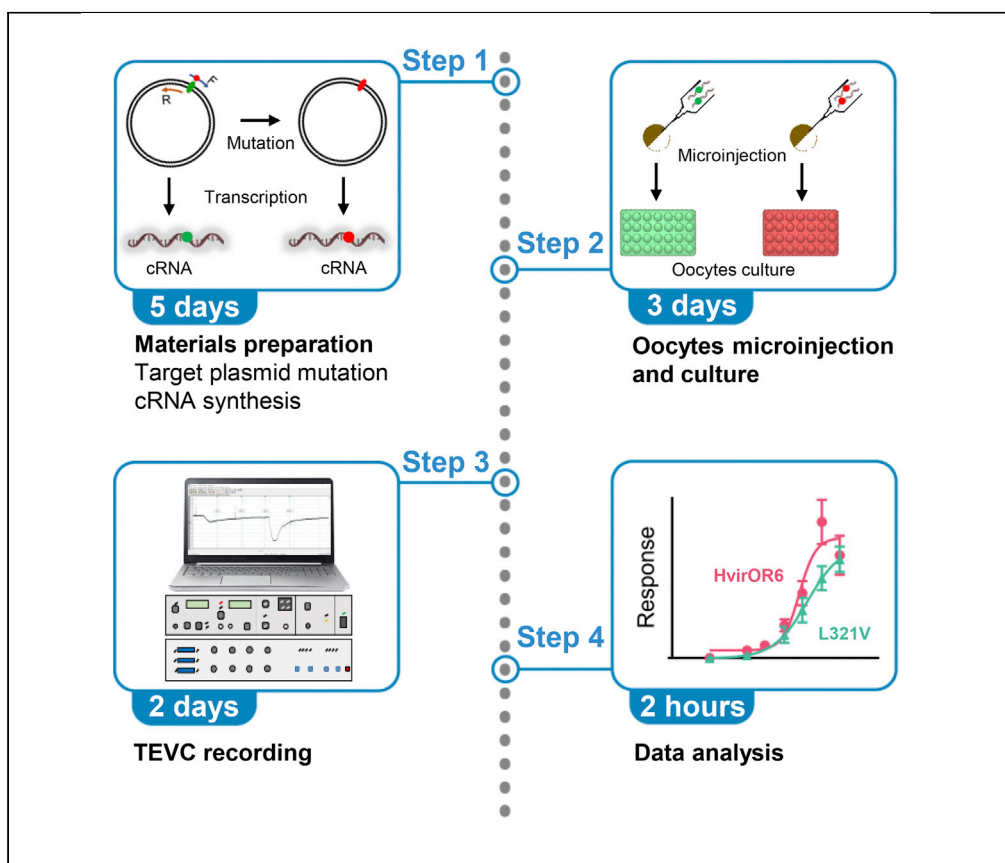 Step 1
F
R
Mutation
Transcription
cRNA
cRNA
5 days
Materials preparation
Target plasmid mutation
cRNA synthesis
Step 2
Microinjection
Oocytes culture
3 days
Oocytes microinjection
and culture
Step 3
2 days
TEVC recording
Step 4
Response
HvirOR6
L321V
2 hours
Data analysis